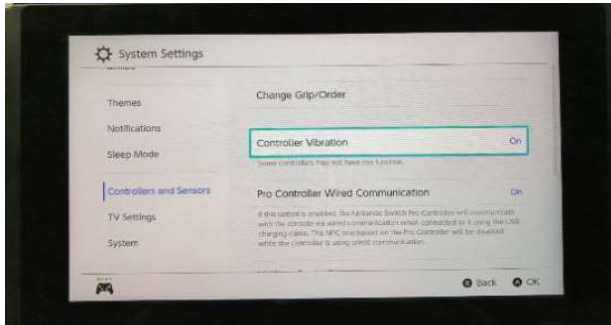 System Settings
Themes
Notifications
Sleep Mode
Controllers and Sensors
TV Settings
System
Change Grip/Order
Controller Vibration On
Some controllers may not have this function.
Pro Controller Wired Communication On
If this option is enabled, the Nintendo Switch Pro Controller will communicate
with the console via wired communication when connected to it using the USB
charging cable. The NFC touchpoint on the Pro Controller will be disabled
while the controller is using wired communication.
B Back A OK